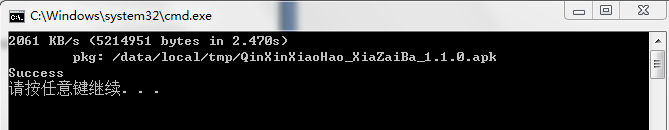 C:\Windows\system32\cmd.exe
2061 KB/s (5214951 bytes in 2.470s)
pkg: /data/local/tmp/QinXinXiaoHao_XiaZaiBa_1.1.0.apk
Success
请按任意键继续. . .